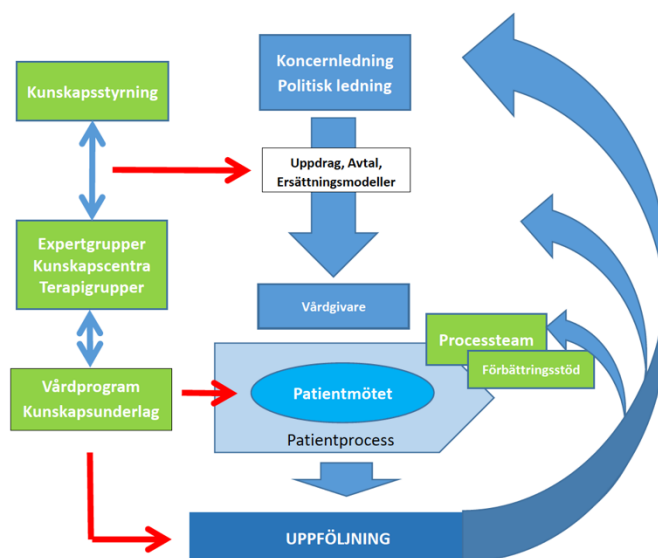 Koncernledning
Politisk ledning
Kunskapsstyrning
Uppdrag, Avtal,
Ersättningsmodeller
Expertgrupper
Kunskapscentra
Terapigrupper
Vårdgivare
Processteam
Förbättringsstöd
Vårdprogram
Kunskapsunderlag
Patientmötet
Patientprocess
UPPFÖLJNING